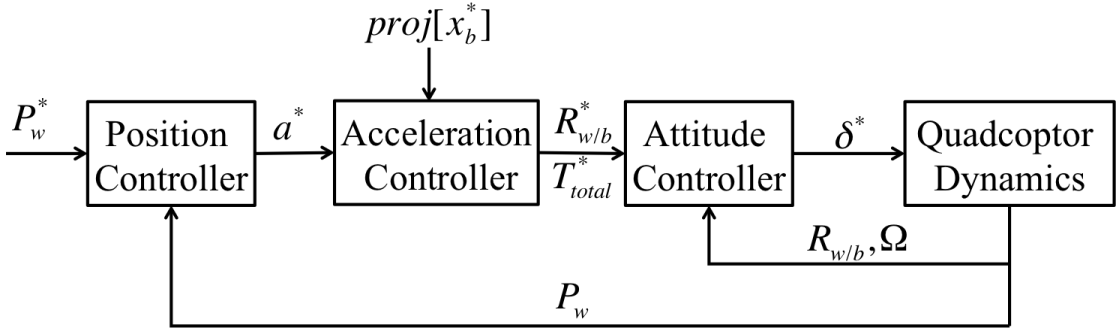 proj[x_b^*]
P_w^*
Position
Controller
a^*
Acceleration
Controller
R_{w/b}^*
T_{total}^*
Attitude
Controller
δ^*
Quadcoptor
Dynamics
R_{w/b}, Ω
P_w